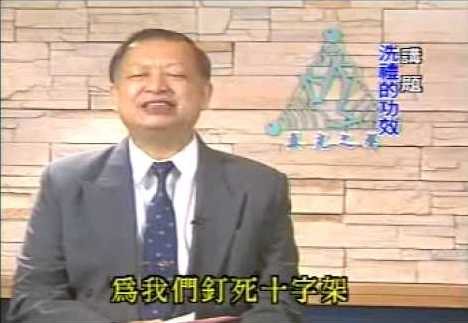 講題
洗禮的功效
爲我們釘死十字架